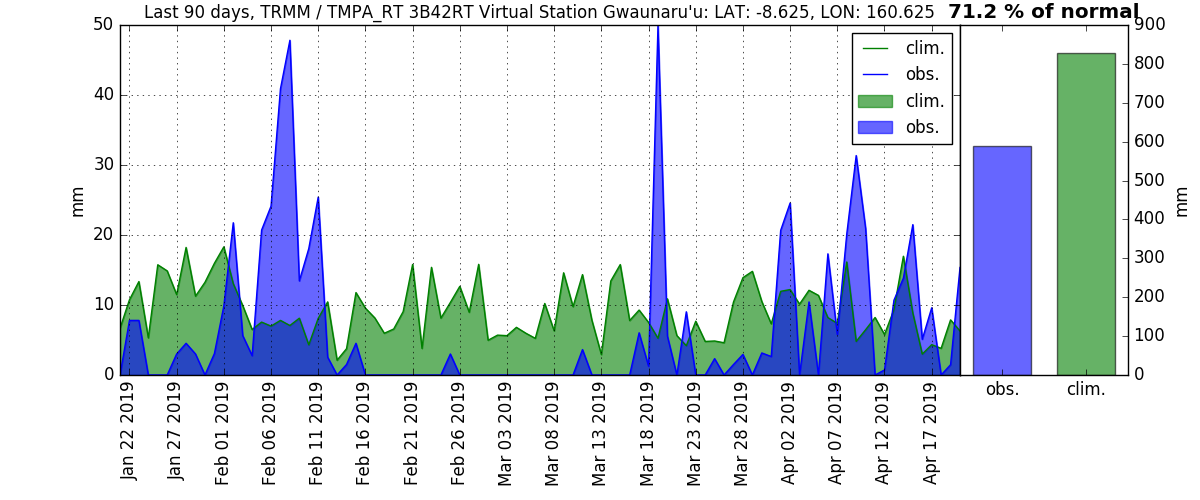 Last 90 days, TRMM / TMPA_RT 3B42RT Virtual Station Gwaunaru'u: LAT: -8.625, LON: 160.625 71.2 % of normal
50
40
30
20
10
0
mm
clim.
obs.
clim.
obs.
900
800
700
600
500
400
300
200
100
0
mm
Jan 22 2019
Jan 27 2019
Feb 01 2019
Feb 06 2019
Feb 11 2019
Feb 16 2019
Feb 21 2019
Feb 26 2019
Mar 03 2019
Mar 08 2019
Mar 13 2019
Mar 18 2019
Mar 23 2019
Mar 28 2019
Apr 02 2019
Apr 07 2019
Apr 12 2019
Apr 17 2019
obs.
clim.